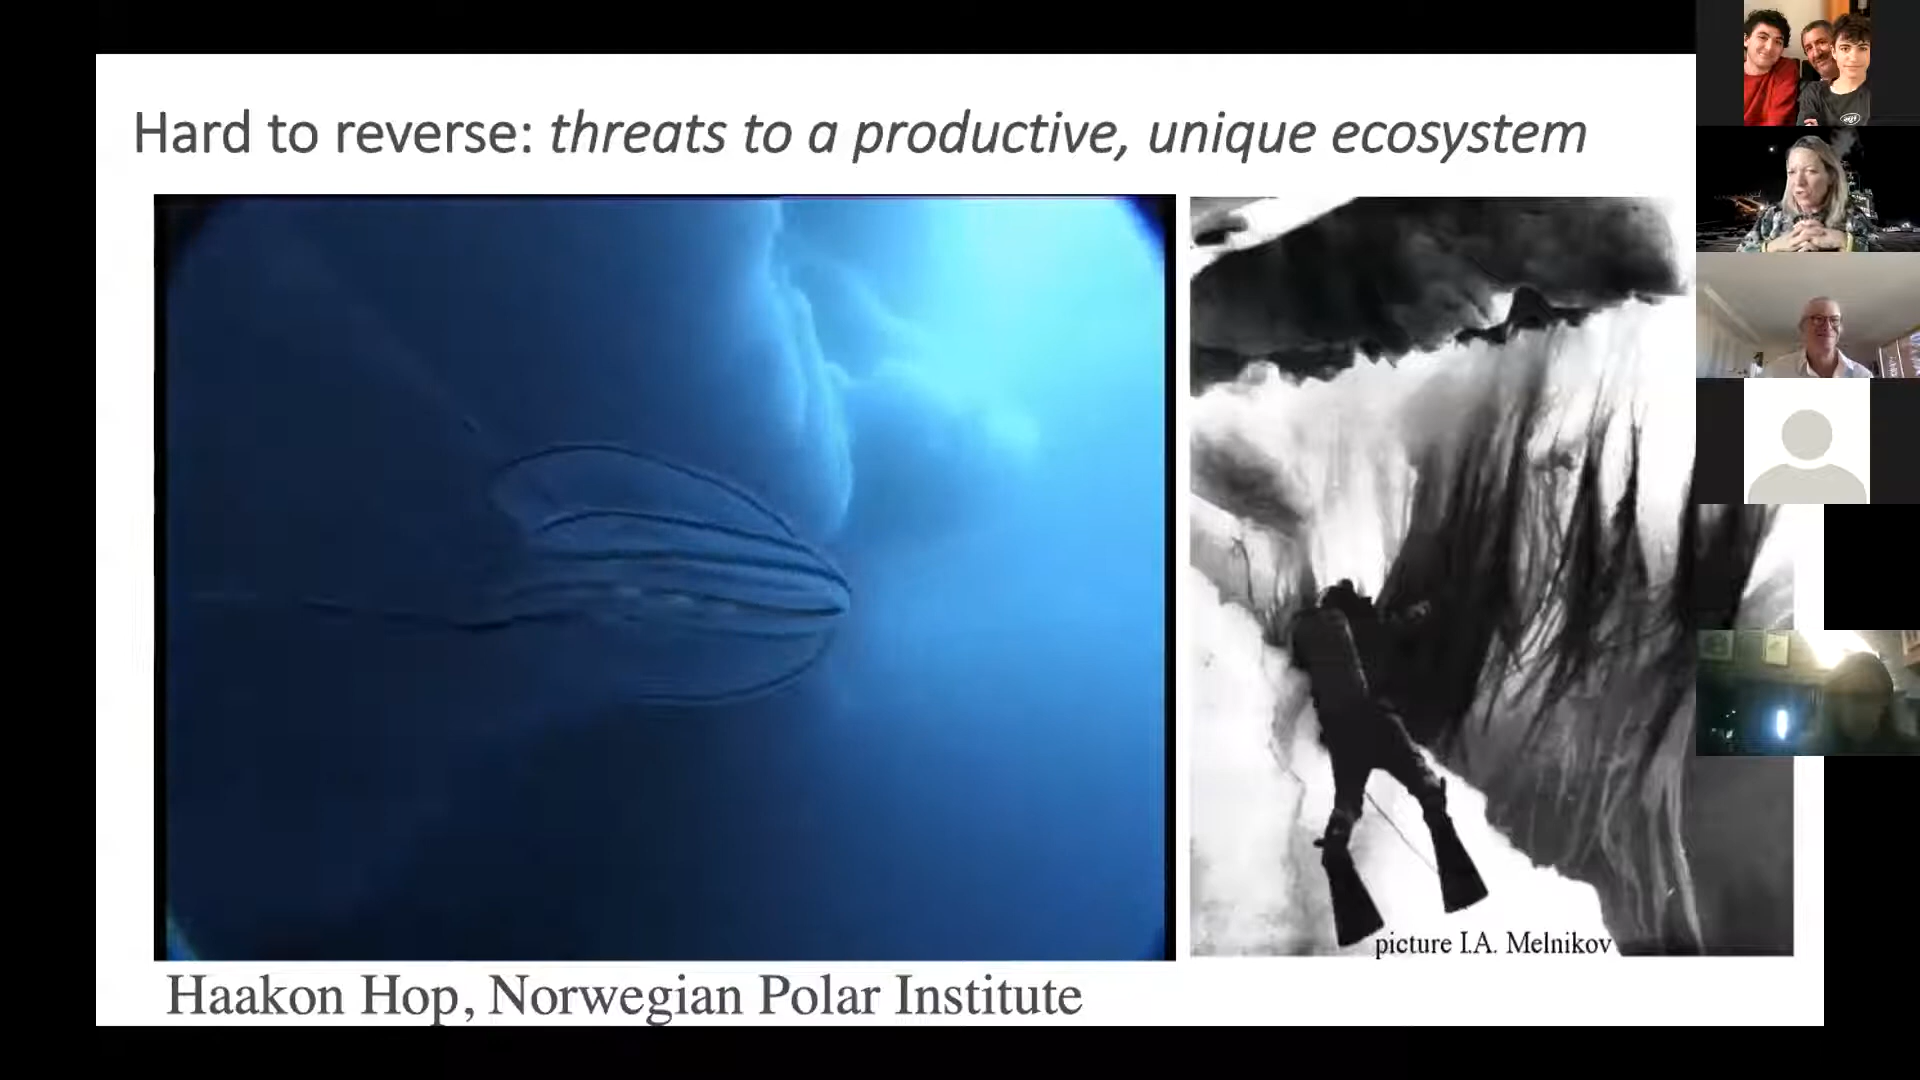 Hard to reverse: threats to a productive, unique ecosystem
picture I.A. Melnikov
Haakon Hop, Norwegian Polar Institute